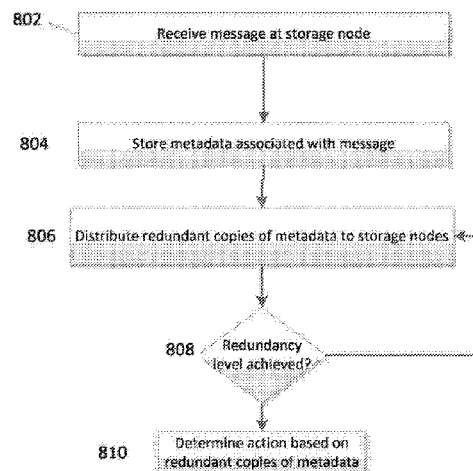 802
Receive message at storage node
804
Store metadata associated with message
806
Distribute redundant copies of metadata to storage nodes
808
Redundancy
level achieved?
810
Determine action based on
redundant copies of metadata